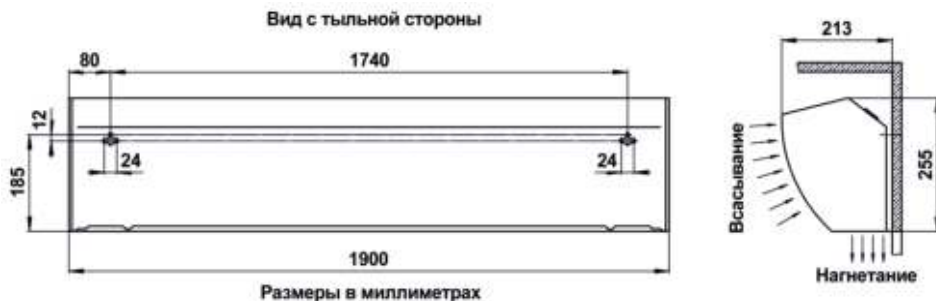 Вид с тыльной стороны
213
80
1740
12
24
24
185
Всасывание
255
1900
Нагнетание
Размеры в миллиметрах